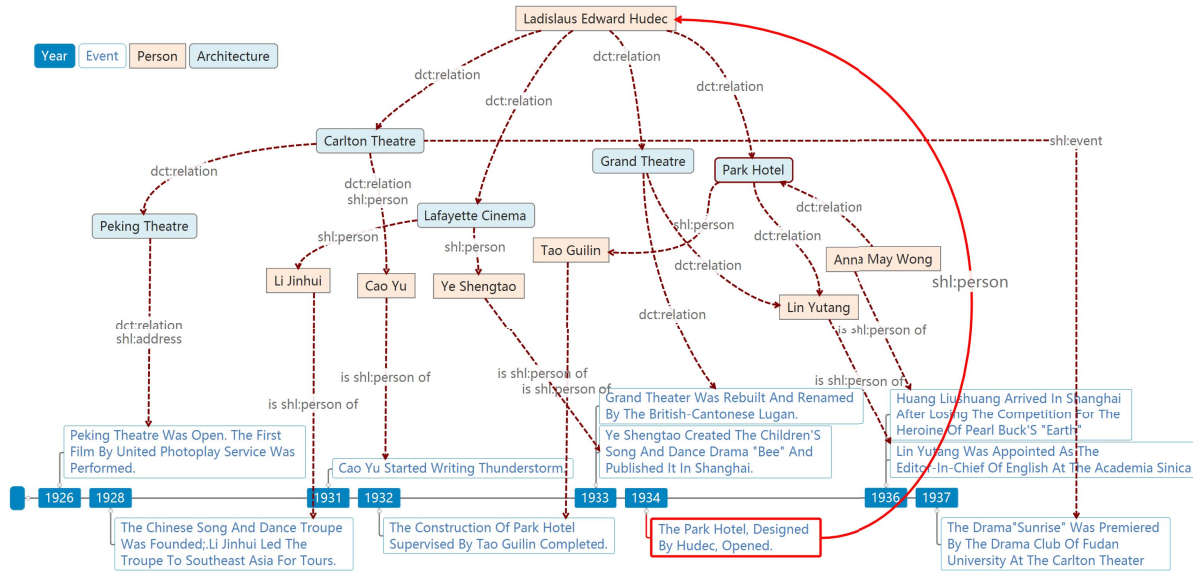 Ladislaus Edward Hudec
Year
Event
Person
Architecture
dct:relation
dct:relation
dct:relation
dct:relation
Carlton Theatre
shl:event
Grand Theatre
Park Hotel
dct:relation
dct:relation
shl:person
dct:relation
Peking Theatre
Lafayette Cinema
shl:person
shl:person
shl:person
dct:relation
Tao Guilin
Anna May Wong
dct:relation
Li Jinhui
Cao Yu
Ye Shengtao
shl:person
Lin Yutang
dct:relation
dct:relation
shl:address
is shl:person of
is shl:person of
is shl:person of
is shl:person of
is shl:person of
is shl:person of
Grand Theater Was Rebuilt And Renamed
By The British-Cantonese Lugan.
Huang Liushuang Arrived In Shanghai
After Losing The Competition For The
Heroine Of Pearl Buck'S "Earth"
Peking Theatre Was Open. The First
Film By United Photoplay Service Was
Performed.
Cao Yu Started Writing Thunderstorm.
Ye Shengtao Created The Children'S
Song And Dance Drama "Bee" And
Published It In Shanghai.
Lin Yutang Was Appointed As The
Editor-In-Chief Of English At The Academia Sinica
1926
1928
1931
1932
1933
1934
1936
1937
The Chinese Song And Dance Troupe
Was Founded;.Li Jinhui Led The
Troupe To Southeast Asia For Tours.
The Construction Of Park Hotel
Supervised By Tao Guilin Completed.
The Park Hotel, Designed
By Hudec, Opened.
The Drama"Sunrise" Was Premiered
By The Drama Club Of Fudan
University At The Carlton Theater